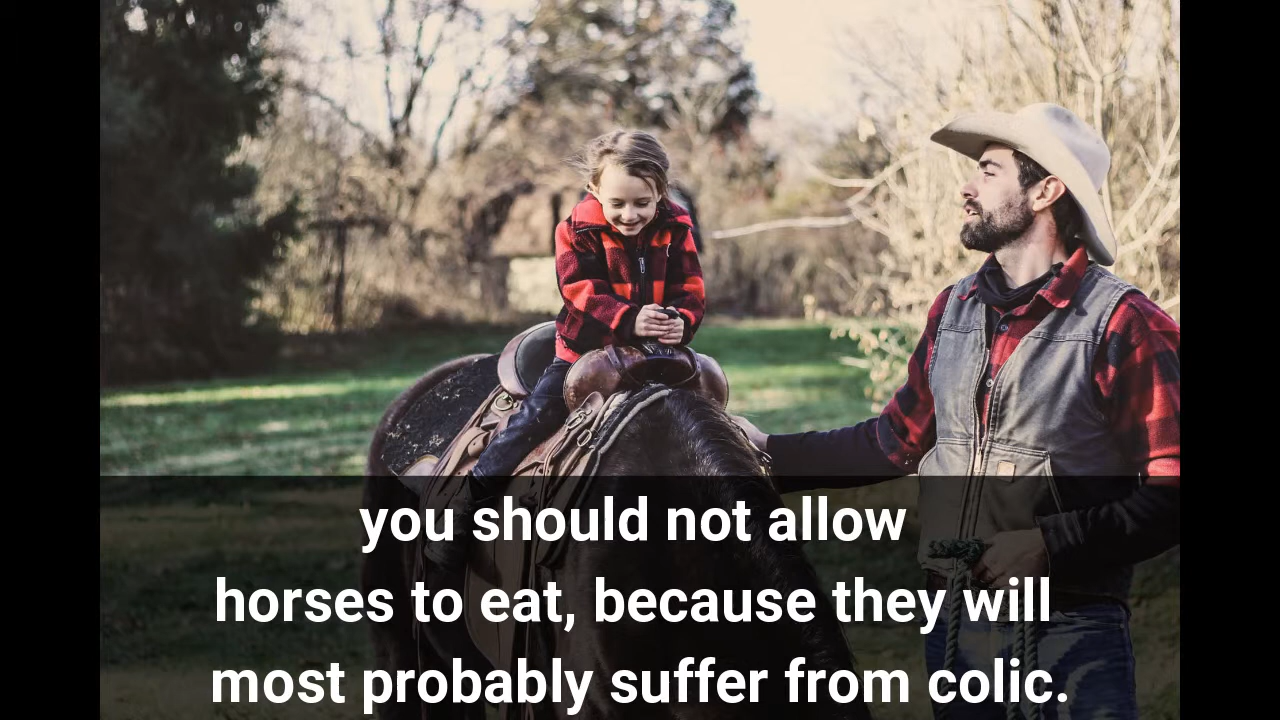 you should not allow
horses to eat, because they will
most probably suffer from colic.